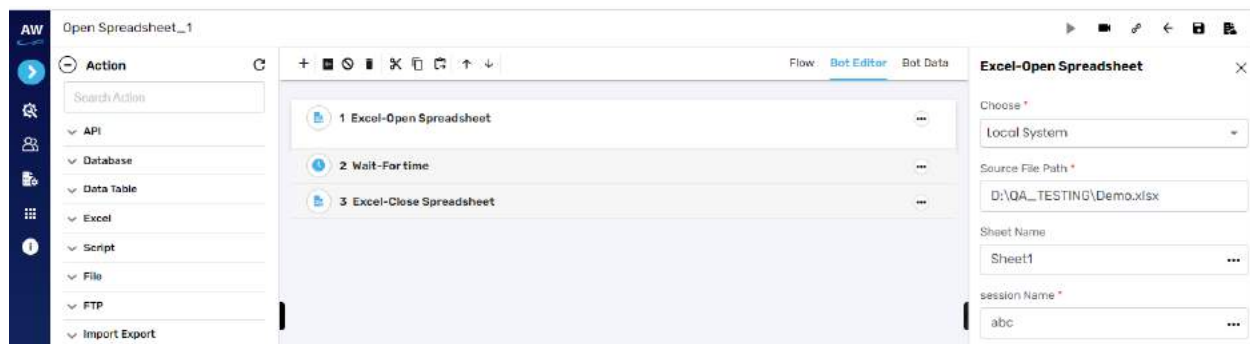 AW
Open Spreadsheet_1
Action
Search Action
API
Database
Data Table
Excel
Script
File
FTP
Import Export
Flow Bot Editor Bot Data
1 Excel-Open Spreadsheet
2 Wait-For time
3 Excel-Close Spreadsheet
Excel-Open Spreadsheet
Choose *
Local System
Source File Path *
D:\QA_TESTING\Demo.xlsx
Sheet Name
Sheet1
session Name *
abc